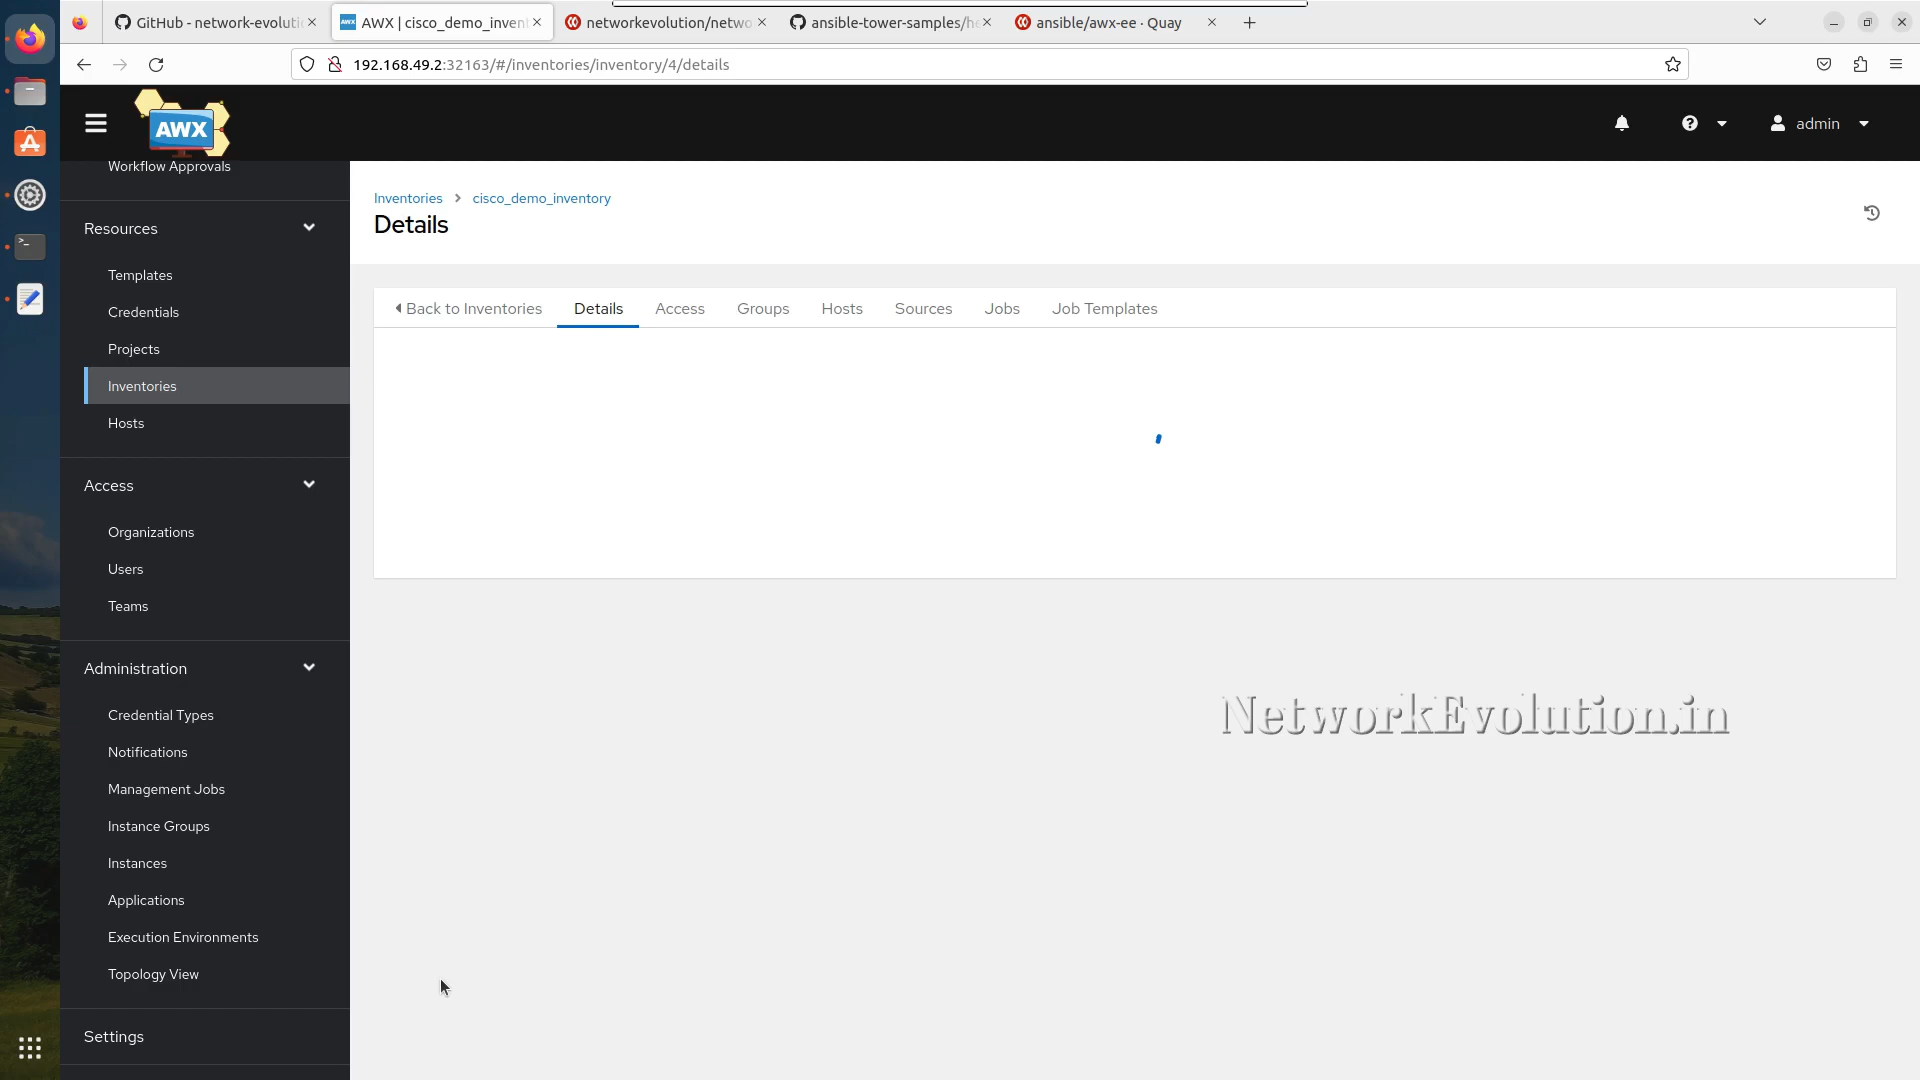 GitHub - network-evoluti
AWX | cisco_demo_inven
networkevolution/netwo
ansible-tower-samples/he
ansible/awx-ee · Quay
192.168.49.2:32163/#/inventories/inventory/4/details
AWX
admin
Workflow Approvals
Resources
Templates
Credentials
Projects
Inventories
Hosts
Access
Organizations
Users
Teams
Administration
Credential Types
Notifications
Management Jobs
Instance Groups
Instances
Applications
Execution Environments
Topology View
Settings
Inventories > cisco_demo_inventory
Details
Back to Inventories Details Access Groups Hosts Sources Jobs Job Templates
NetworkEvolution.in